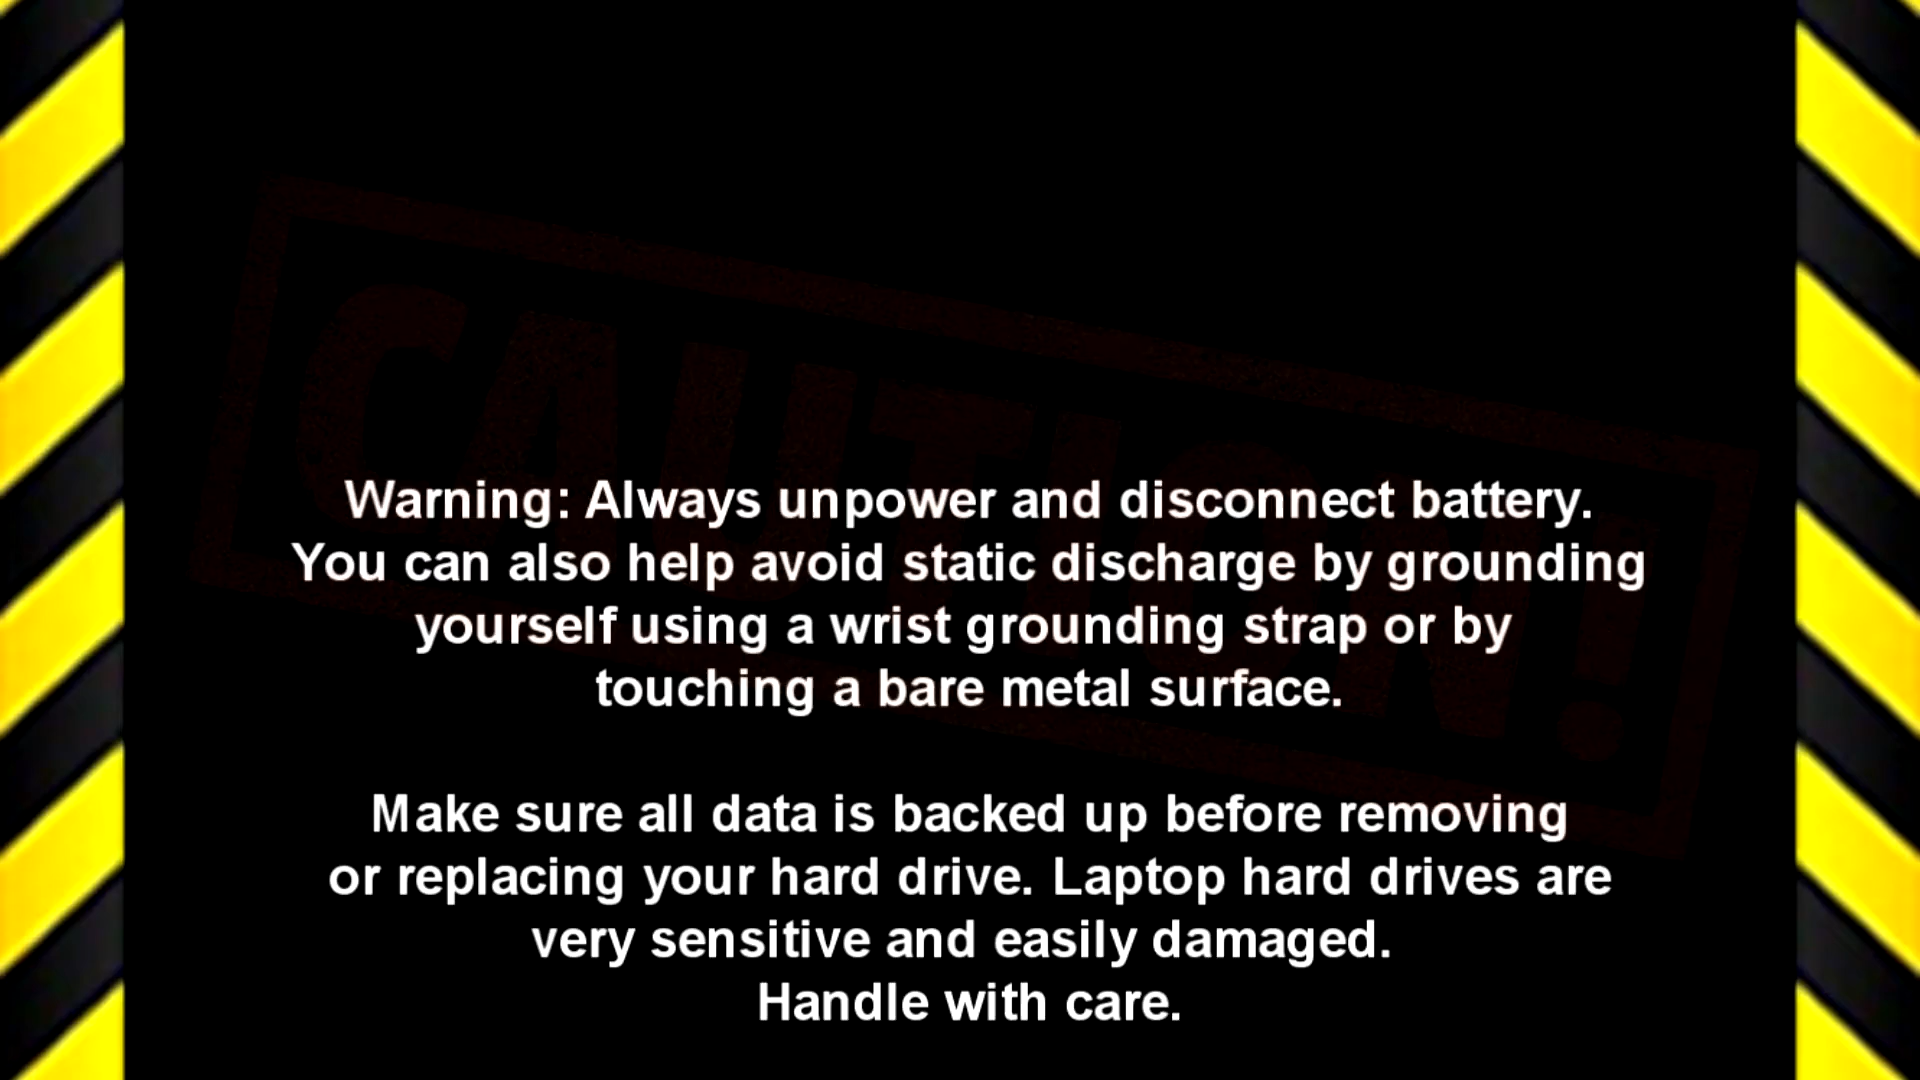 CAUTION!
Warning: Always unpower and disconnect battery.
You can also help avoid static discharge by grounding
yourself using a wrist grounding strap or by
touching a bare metal surface.
Make sure all data is backed up before removing
or replacing your hard drive. Laptop hard drives are
very sensitive and easily damaged.
Handle with care.